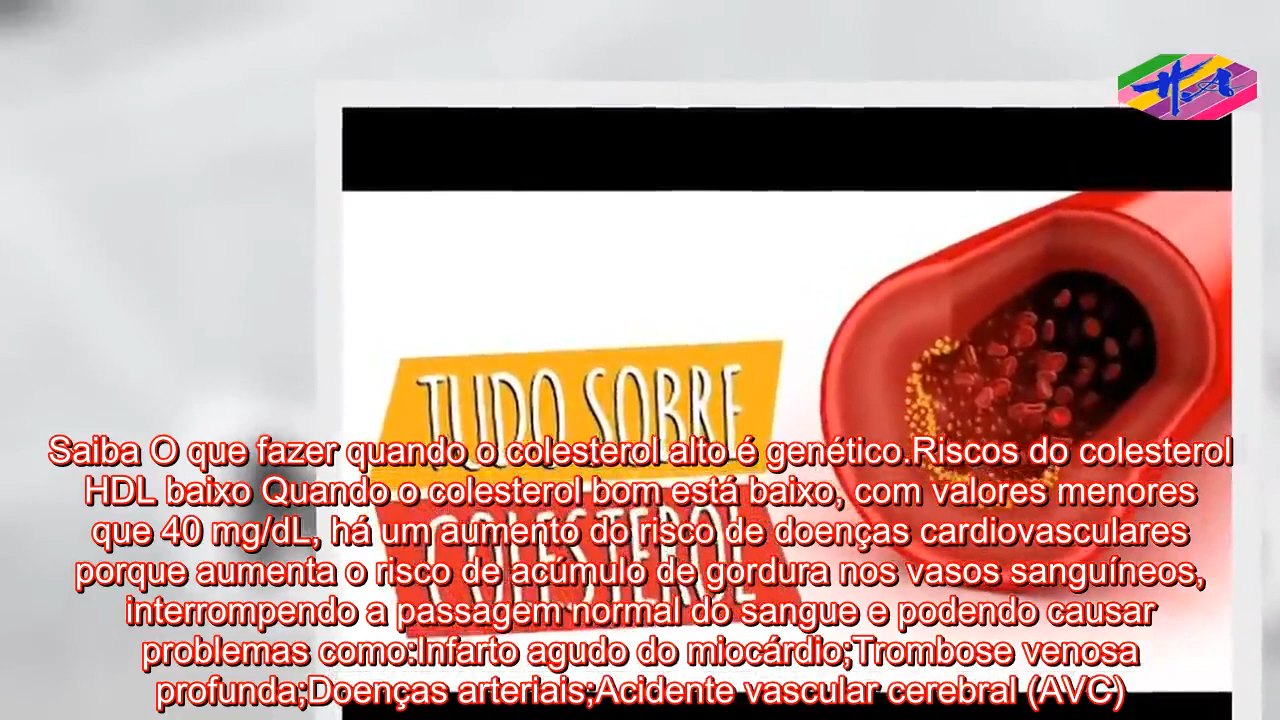 H.A
TUDO SOBRE
COLESTEROL
Saiba O que fazer quando o colesterol alto é genético.Riscos do colesterol
HDL baixo Quando o colesterol bom está baixo, com valores menores
que 40 mg/dL, há um aumento do risco de doenças cardiovasculares
porque aumenta o risco de acúmulo de gordura nos vasos sanguíneos,
interrompendo a passagem normal do sangue e podendo causar
problemas como:Infarto agudo do miocárdio;Trombose venosa
profunda;Doenças arteriais;Acidente vascular cerebral (AVC)